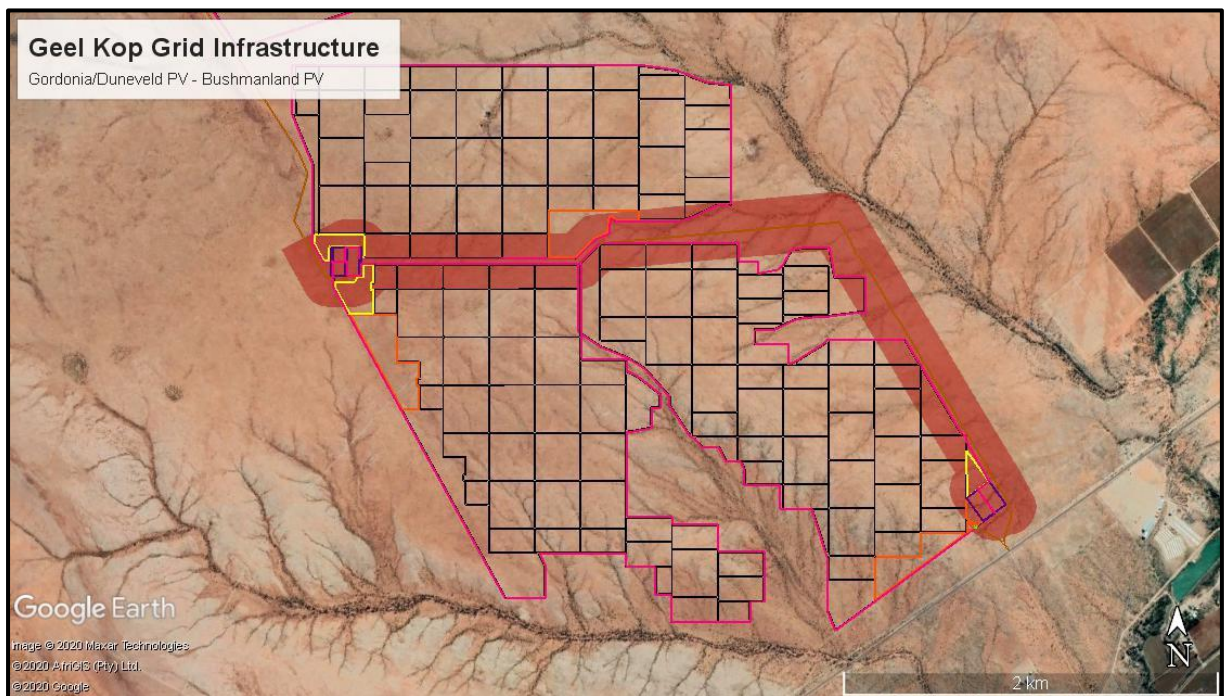 Geel Kop Grid Infrastructure
Gordonia/Duneveld PV - Bushmanland PV
Google Earth
Image © 2020 Maxar Technologies
© 2020 AfriGIS (Pty) Ltd.
© 2020 Google
N
2 km